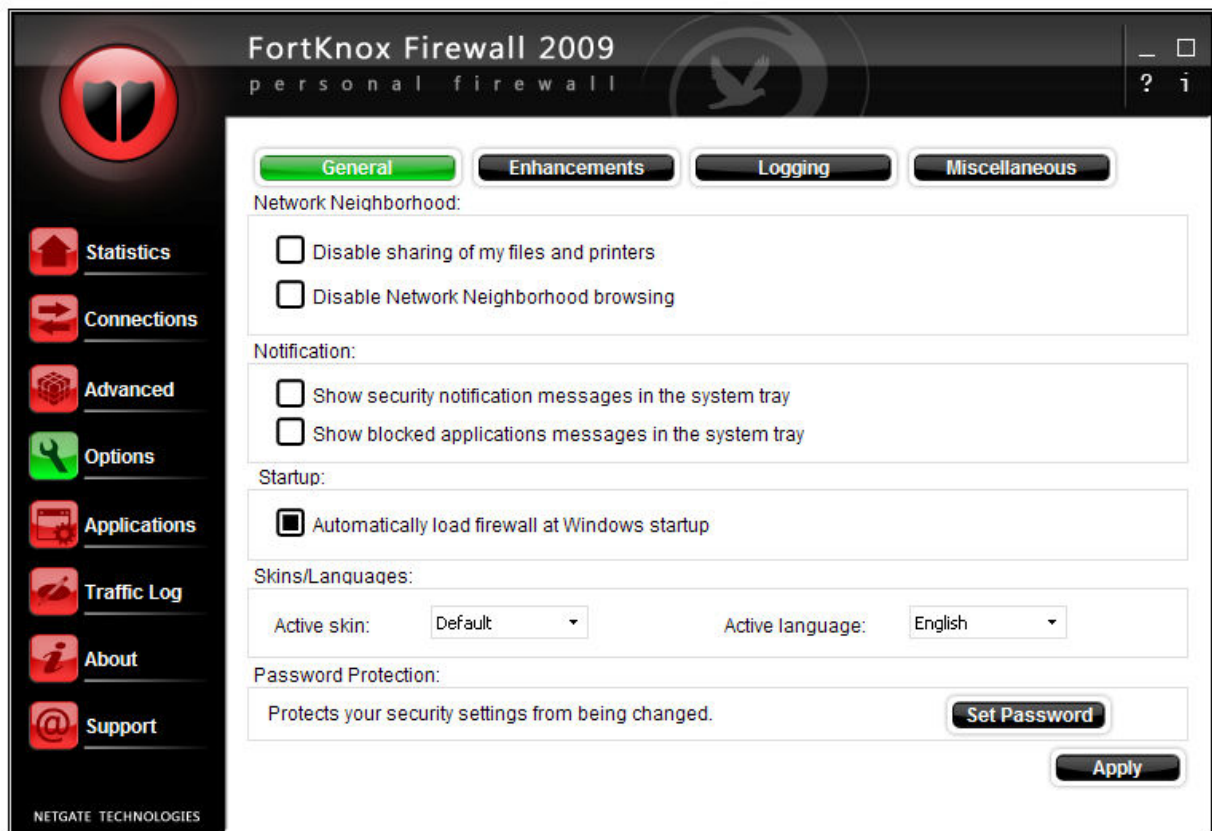 FortKnox Firewall 2009
personal firewall
? i
General
Enhancements
Logging
Miscellaneous
Network Neighborhood:
Disable sharing of my files and printers
Disable Network Neighborhood browsing
Notification:
Show security notification messages in the system tray
Show blocked applications messages in the system tray
Startup:
Automatically load firewall at Windows startup
Skins/Languages:
Active skin:
Default
Active language:
English
Password Protection:
Protects your security settings from being changed.
Set Password
Apply
Statistics
Connections
Advanced
Options
Applications
Traffic Log
About
Support
NETGATE TECHNOLOGIES